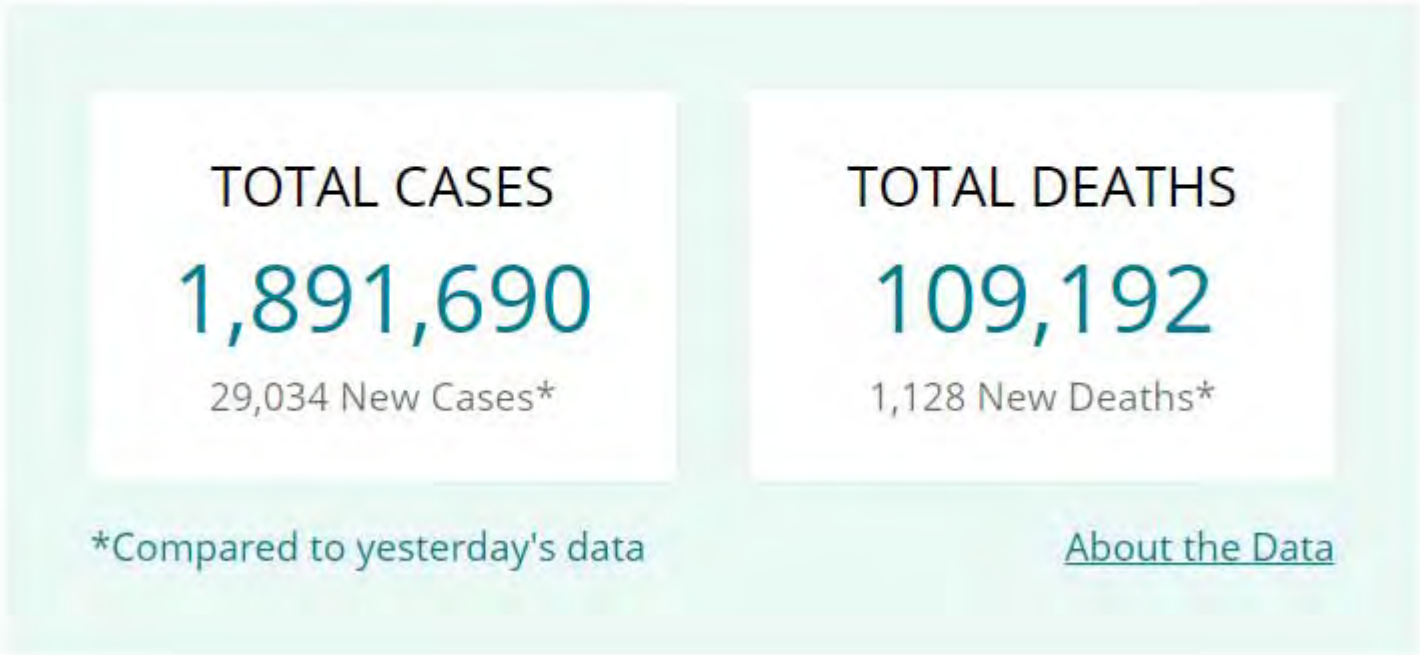 TOTAL CASES
1,891,690
29,034 New Cases*
TOTAL DEATHS
109,192
1,128 New Deaths*
*Compared to yesterday's data
About the Data